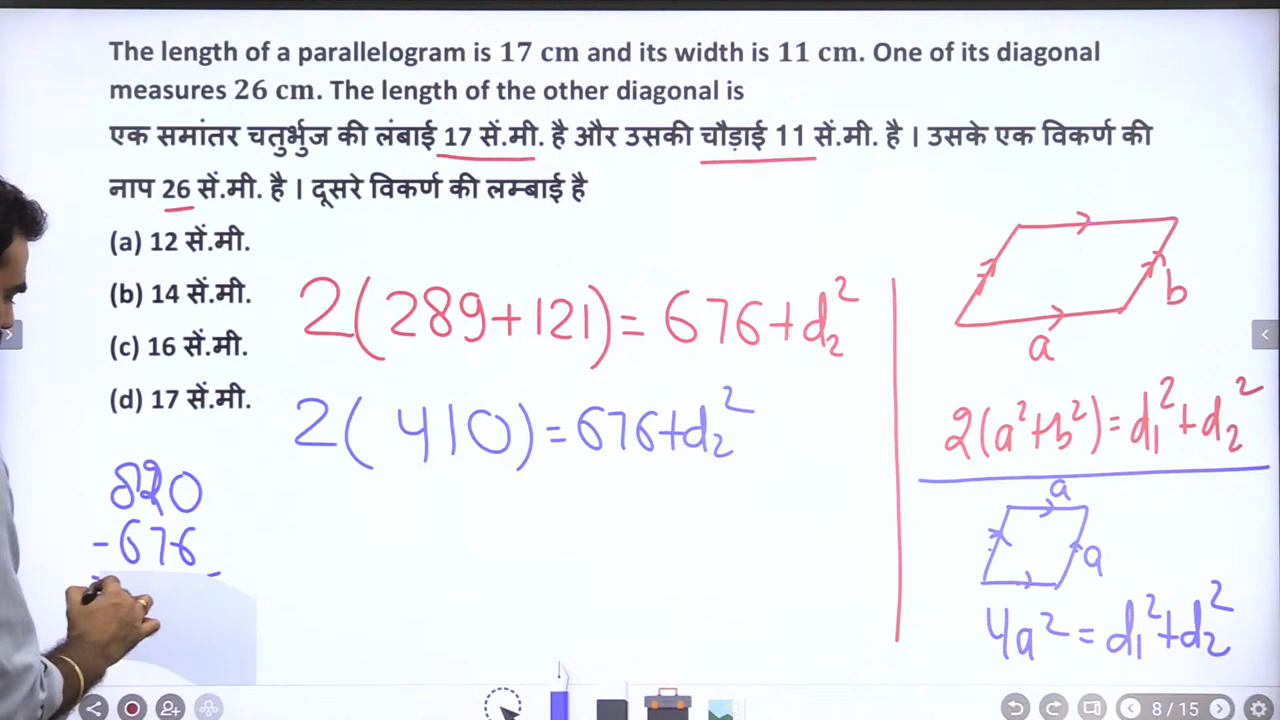 The length of a parallelogram is 17 cm and its width is 11 cm. One of its diagonal
measures 26 cm. The length of the other diagonal is
एक समांतर चतुर्भुज की लंबाई 17 सें.मी. है और उसकी चौड़ाई 11 सें.मी. है । उसके एक विकर्ण की
नाप 26 सें.मी. है । दूसरे विकर्ण की लम्बाई है
(a) 12 सें.मी.
(b) 14 सें.मी.
(c) 16 सें.मी.
(d) 17 सें.मी.
2(289+121)=676+d₂²
2(410)=676+d₂²
820
-676
b
a
2(a²+b²)=d₁²+d₂²
a
a
4a²=d₁²+d₂²
8 / 15